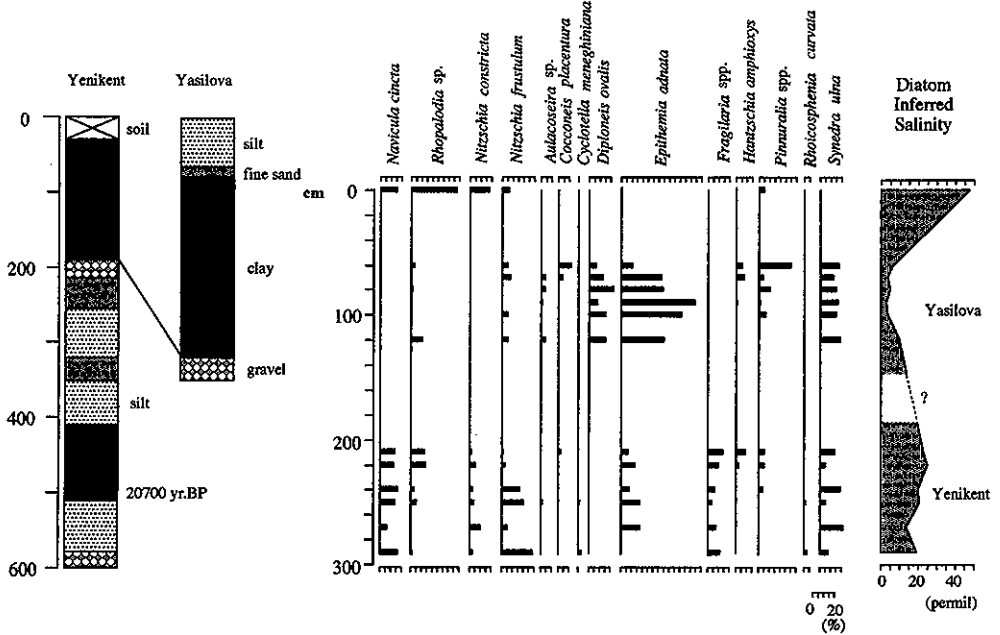 Yenikent
Yasilova
0
200
400
600
soil
silt
fine sand
clay
gravel
silt
20700 yr.BP
Navicula cincta
Rhopalodia sp.
Nitzschia constricta
Nitzschia frustulum
Aulacoseira sp.
Cocconeis placentura
Cyclotella meneghiniana
Diploneis ovalis
Epithemia adnata
Fragilaria spp.
Hantzschia amphioxys
Pinnuralia spp.
Rhoicosphenia curvata
Synedra ulna
cm
0
100
200
300
0 20
(%)
Diatom
Inferred
Salinity
Yasilova
?
Yenikent
0 20 40
(permil)